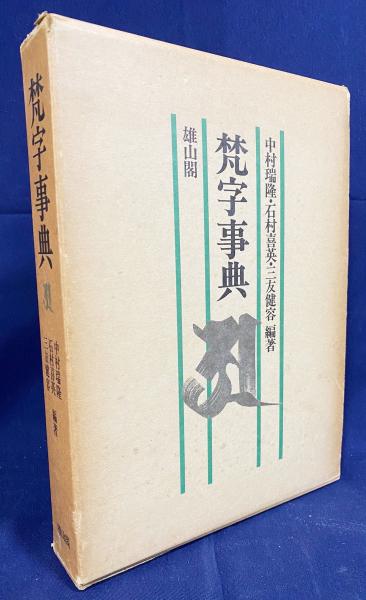 中村瑞隆・石村喜英・三友健容 編著
梵字事典
雄山閣
梵字事典
中村瑞隆
石村喜英
三友健容
編著